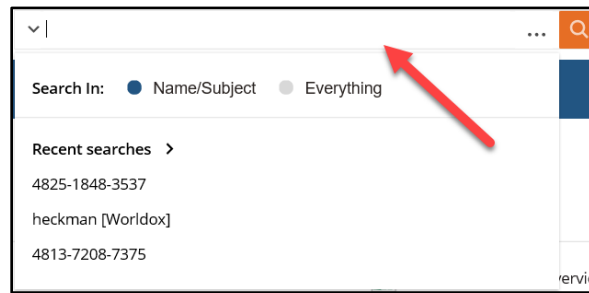 ...
Search In: Name/Subject Everything
Recent searches >
4825-1848-3537
heckman [Worldox]
4813-7208-7375